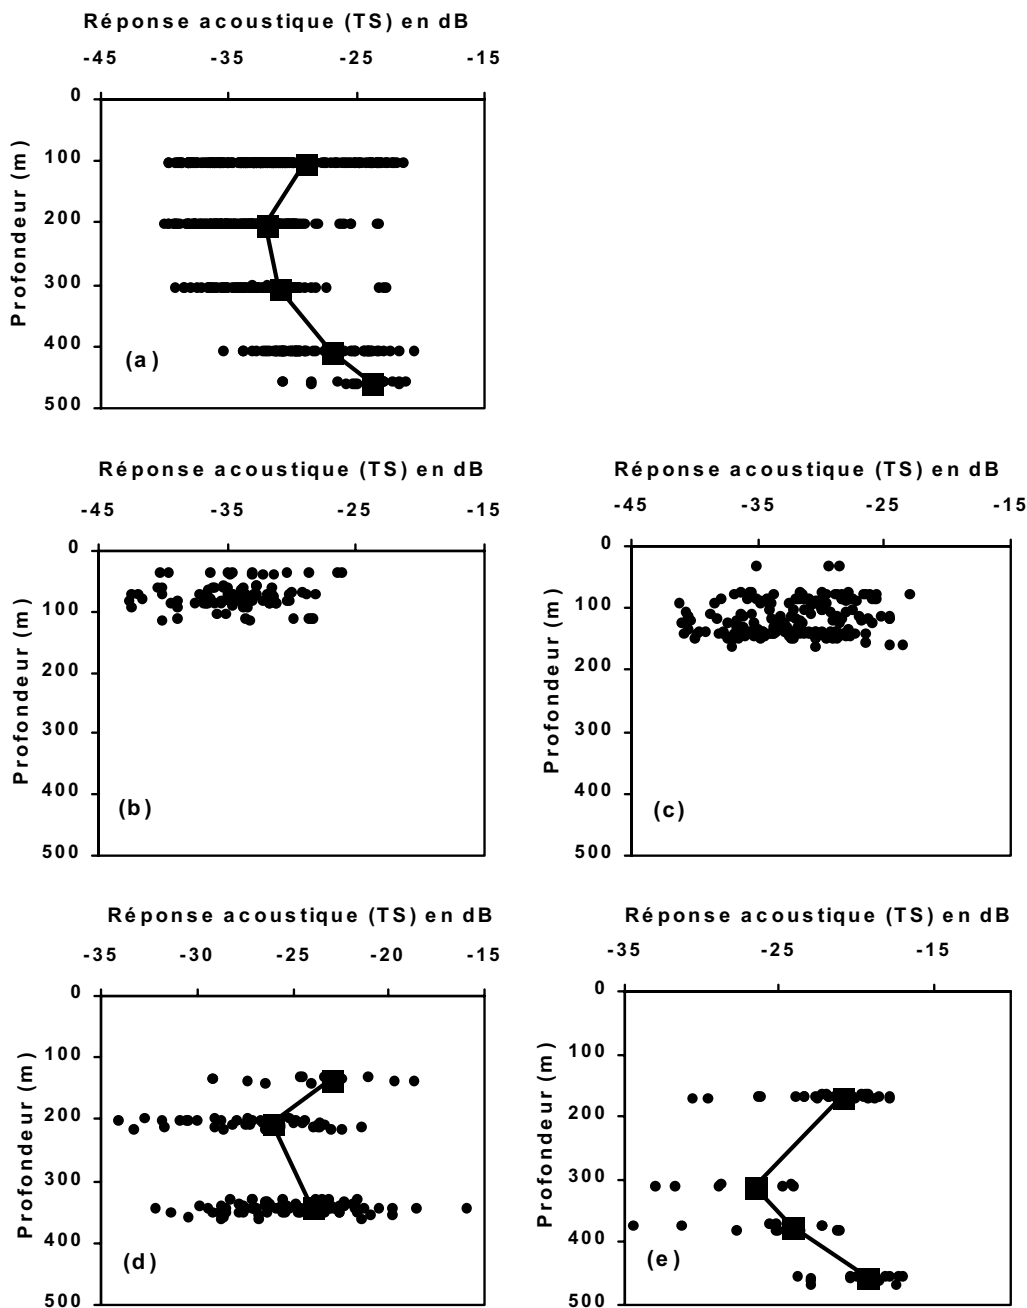 Réponse acoustique (TS) en dB
-45 -35 -25 -15
0
100
200
300
400
500
Profondeur (m)
(a)
Réponse acoustique (TS) en dB
-45 -35 -25 -15
0
100
200
300
400
500
Profondeur (m)
(b)
Réponse acoustique (TS) en dB
-45 -35 -25 -15
0
100
200
300
400
500
Profondeur (m)
(c)
Réponse acoustique (TS) en dB
-35 -30 -25 -20 -15
0
100
200
300
400
500
Profondeur (m)
(d)
Réponse acoustique (TS) en dB
-35 -25 -15
0
100
200
300
400
500
Profondeur (m)
(e)